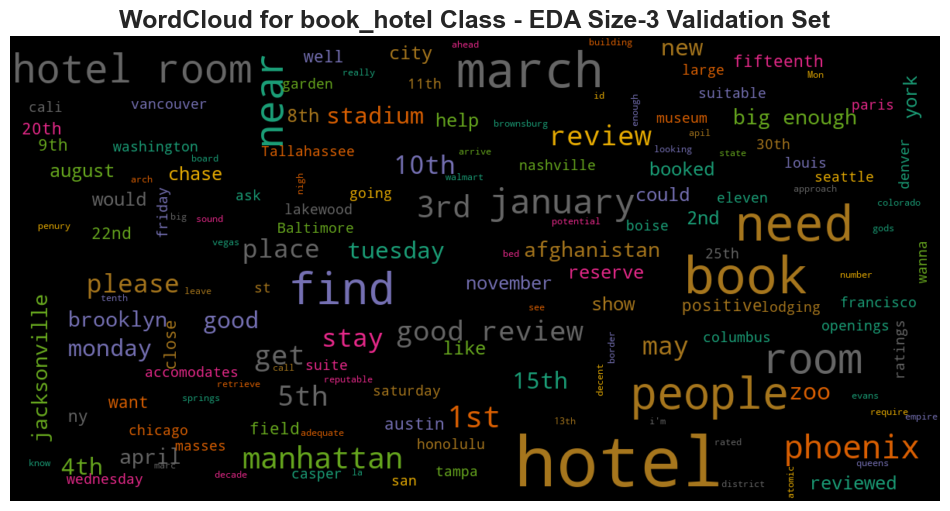 WordCloud for book_hotel Class - EDA Size-3 Validation Set
hotel room
near
well
really
garden
city
11th
ahead
march
building
new
large
fifteenth
Mon
suitable
id
paris
york
cali
vancouver
20th
9th
washington
board
8th
stadium
help
brownsburg
review
enough
museum
apil
big enough
30th
august
arch
chase
Tallahassee
10th
arrive
walmart
nashville
looking
booked
state
louis
seattle
denver
would
friday
ask
nigh
going
lakewood
3rd
january
could
eleven
approach
colorado
penury
22nd
big
sound
Baltimore
potential
boise
2nd
need
gods
vegas
place
tuesday
bed
afghanistan
25th
wanna
please
tenth
leave
st
find
november
reserve
book
number
see
show
positive
lodging
francisco
jacksonville
brooklyn
monday
close
good
stay
good review
like
border
may
columbus
openings
ratings
get
call
suite
accomodates
retrieve
reputable
room
ny
want
springs
5th
saturday
15th
decent
people
zoo
evans
require
empire
chicago
masses
field
adequate
austin
1st
13th
i'm
know
4th
april
marc
manhattan
honolulu
hotel
rated
phoenix
queens
wednesday
decade
casper
la
san
tampa
district
atomic
reviewed